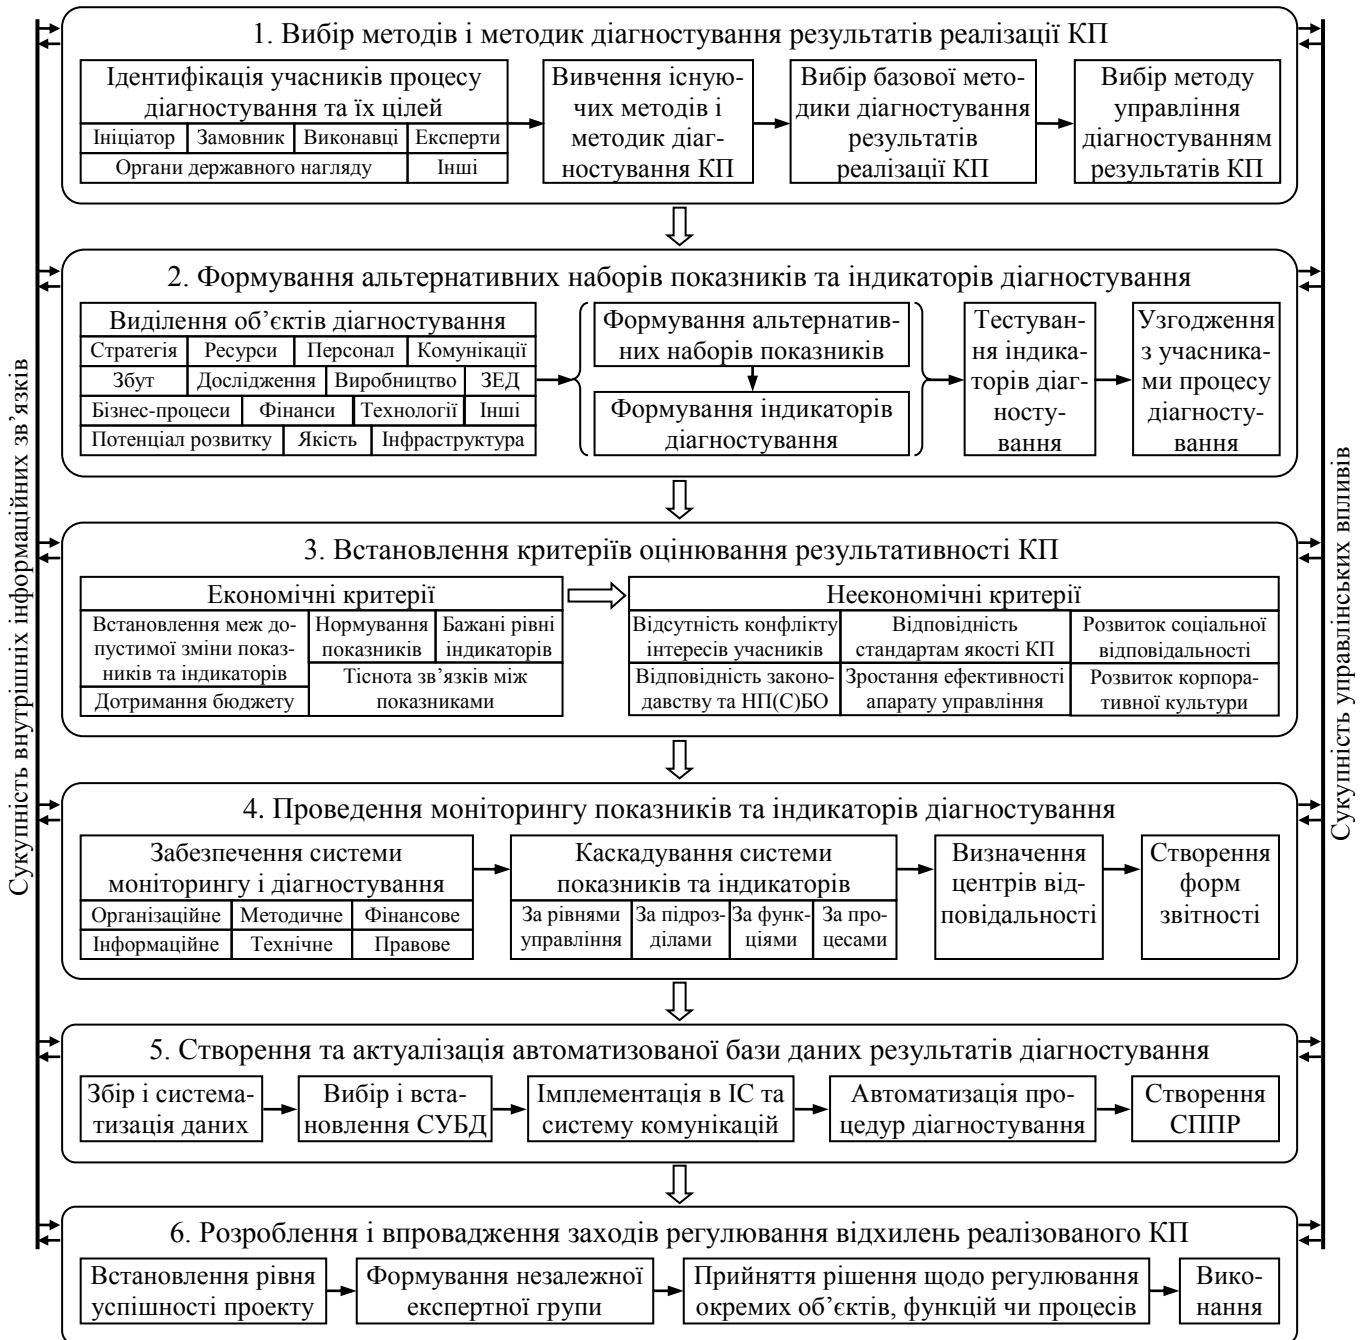 1. Вибір методів і методик діагностування результатів реалізації КП
Ідентифікація учасників процесу
діагностування та їх цілей
Ініціатор
Замовник
Виконавці
Експерти
Органи державного нагляду
Інші
Вивчення існую-
чих методів і
методик діаг-
ностування КП
Вибір базової мето-
дики діагностування
результатів
реалізації КП
Вибір методу
управління
діагностуванням
результатів КП
2. Формування альтернативних наборів показників та індикаторів діагностування
Виділення об’єктів діагностування
Стратегія
Ресурси
Персонал
Комунікації
Збут
Дослідження
Виробництво
ЗЕД
Бізнес-процеси
Фінанси
Технології
Інші
Потенціал розвитку
Якість
Інфраструктура
Формування альтернатив-
них наборів показників
Формування індикаторів
діагностування
Тестуван-
ня індика-
торів діаг-
носту-
вання
Узгодження
з учасника-
ми процесу
діагносту-
вання
3. Встановлення критеріїв оцінювання результативності КП
Економічні критерії
Встановлення меж до-
пустимої зміни показ-
ників та індикаторів
Дотримання бюджету
Нормування
показників
Бажані рівні
індикаторів
Тіснота зв’язків між
показниками
Неекономічні критерії
Відсутність конфлікту
інтересів учасників
Відповідність
стандартам якості КП
Розвиток соціальної
відповідальності
Відповідність законо-
давству та НП(С)БО
Зростання ефективності
апарату управління
Розвиток корпора-
тивної культури
4. Проведення моніторингу показників та індикаторів діагностування
Забезпечення системи
моніторингу і діагностування
Організаційне
Методичне
Фінансове
Інформаційне
Технічне
Правове
Каскадування системи
показників та індикаторів
За рівнями
управління
За підроз-
ділами
За функ-
ціями
За про-
цесами
Визначення
центрів від-
повідальності
Створення
форм
звітності
5. Створення та актуалізація автоматизованої бази даних результатів діагностування
Збір і система-
тизація даних
Вибір і вста-
новлення СУБД
Імплементація в ІС та
систему комунікацій
Автоматизація про-
цедур діагностування
Створення
СППР
6. Розроблення і впровадження заходів регулювання відхилень реалізованого КП
Встановлення рівня
успішності проекту
Формування незалежної
експертної групи
Прийняття рішення щодо регулювання
окремих об’єктів, функцій чи процесів
Вико-
нання
Сукупність внутрішніх інформаційних зв’язків
Сукупність управлінських впливів